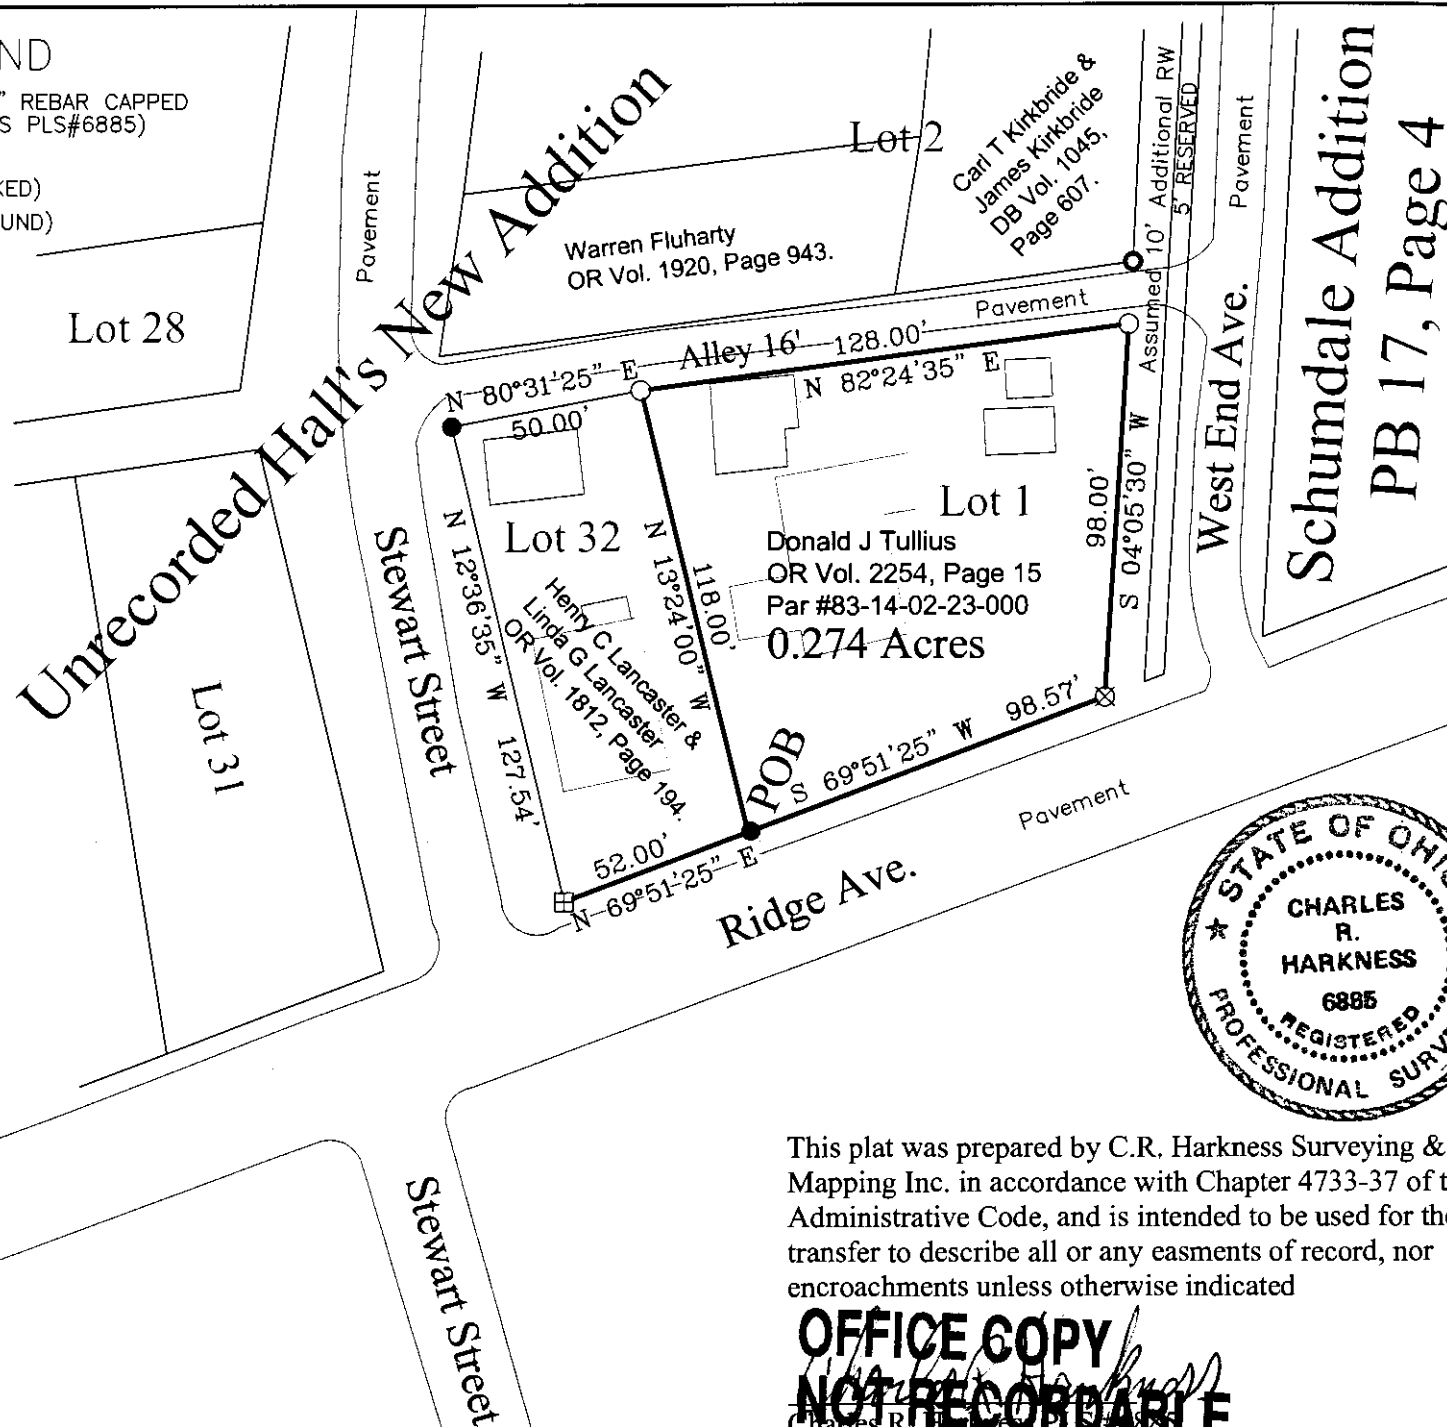 ND
" REBAR CAPPED
S PLS#6885)
KED)
UND)
Unrecorded Hall's New Addition
Pavement
Lot 28
Lot 31
Stewart Street
Warren Fluharty
OR Vol. 1920, Page 943.
Lot 2
Carl T Kirkbride &
James Kirkbride
DB Vol. 1045,
Page 607.
Assumed 10' Additional RW
5' RESERVED
Pavement
Schumdale Addition
PB 17, Page 4
West End Ave.
Pavement
Alley 16'
128.00'
N 82°24'35" E
N 80°31'25" E
50.00'
Lot 32
N 12°36'35" W 127.54'
Henry C Lancaster &
Linda G Lancaster
OR Vol. 1812, Page 194.
N 13°24'00" W
118.00'
Lot 1
Donald J Tullius
OR Vol. 2254, Page 15
Par #83-14-02-23-000
0.274 Acres
98.00'
S 04°05'30" W
POB
S 69°51'25" W 98.57'
52.00'
N 69°51'25" E
Ridge Ave.
Pavement
STATE OF OHI
CHARLES
R.
HARKNESS
6885
REGISTERED
PROFESSIONAL SURV
Stewart Street
This plat was prepared by C.R. Harkness Surveying &
Mapping Inc. in accordance with Chapter 4733-37 of t
Administrative Code, and is intended to be used for the
transfer to describe all or any easments of record, nor
encroachments unless otherwise indicated
OFFICE COPY
NOT RECORDABLE
Charles R.